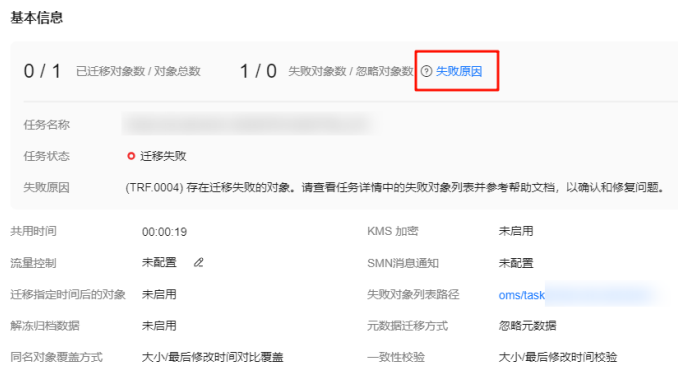 基本信息
0 / 1 已迁移对象数 / 对象总数 1 / 0 失败对象数 / 忽略对象数 ? 失败原因
任务名称
任务状态 迁移失败
失败原因 (TRF.0004) 存在迁移失败的对象。请查看任务详情中的失败对象列表并参考帮助文档，以确认和修复问题。
共用时间 00:00:19 KMS 加密 未启用
流量控制 未配置 SMN消息通知 未配置
迁移指定时间后的对象 未启用 失败对象列表路径 oms/task
解冻归档数据 未启用 元数据迁移方式 忽略元数据
同名对象覆盖方式 大小/最后修改时间对比覆盖 一致性校验 大小/最后修改时间校验